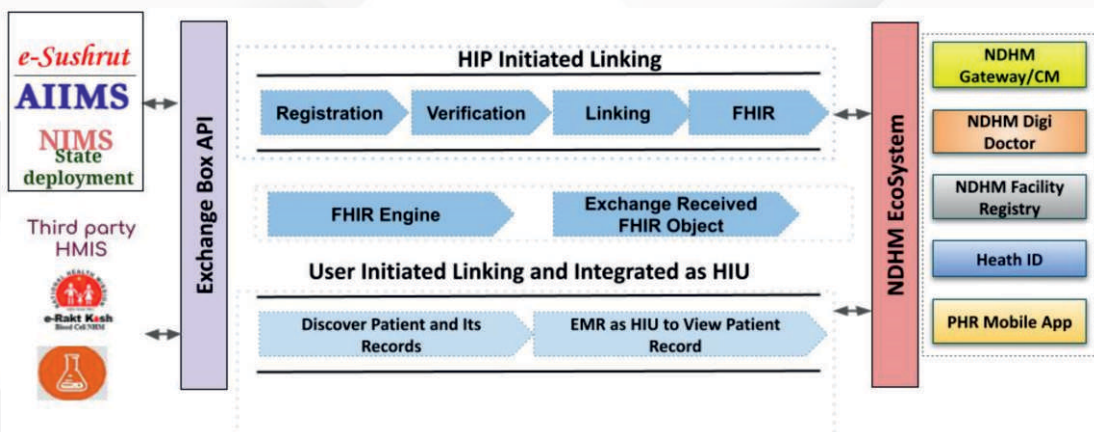 e-Sushrut
AIIMS
NIMS
State
deployment
Third party
HMIS
NATIONAL HEALTH MISSION
e-Rakt Kosh
Blood Cell NHM
Exchange Box API
HIP Initiated Linking
Registration
Verification
Linking
FHIR
FHIR Engine
Exchange Received
FHIR Object
User Initiated Linking and Integrated as HIU
Discover Patient and Its
Records
EMR as HIU to View Patient
Record
NDHM EcoSystem
NDHM
Gateway/CM
NDHM Digi
Doctor
NDHM Facility
Registry
Heath ID
PHR Mobile App